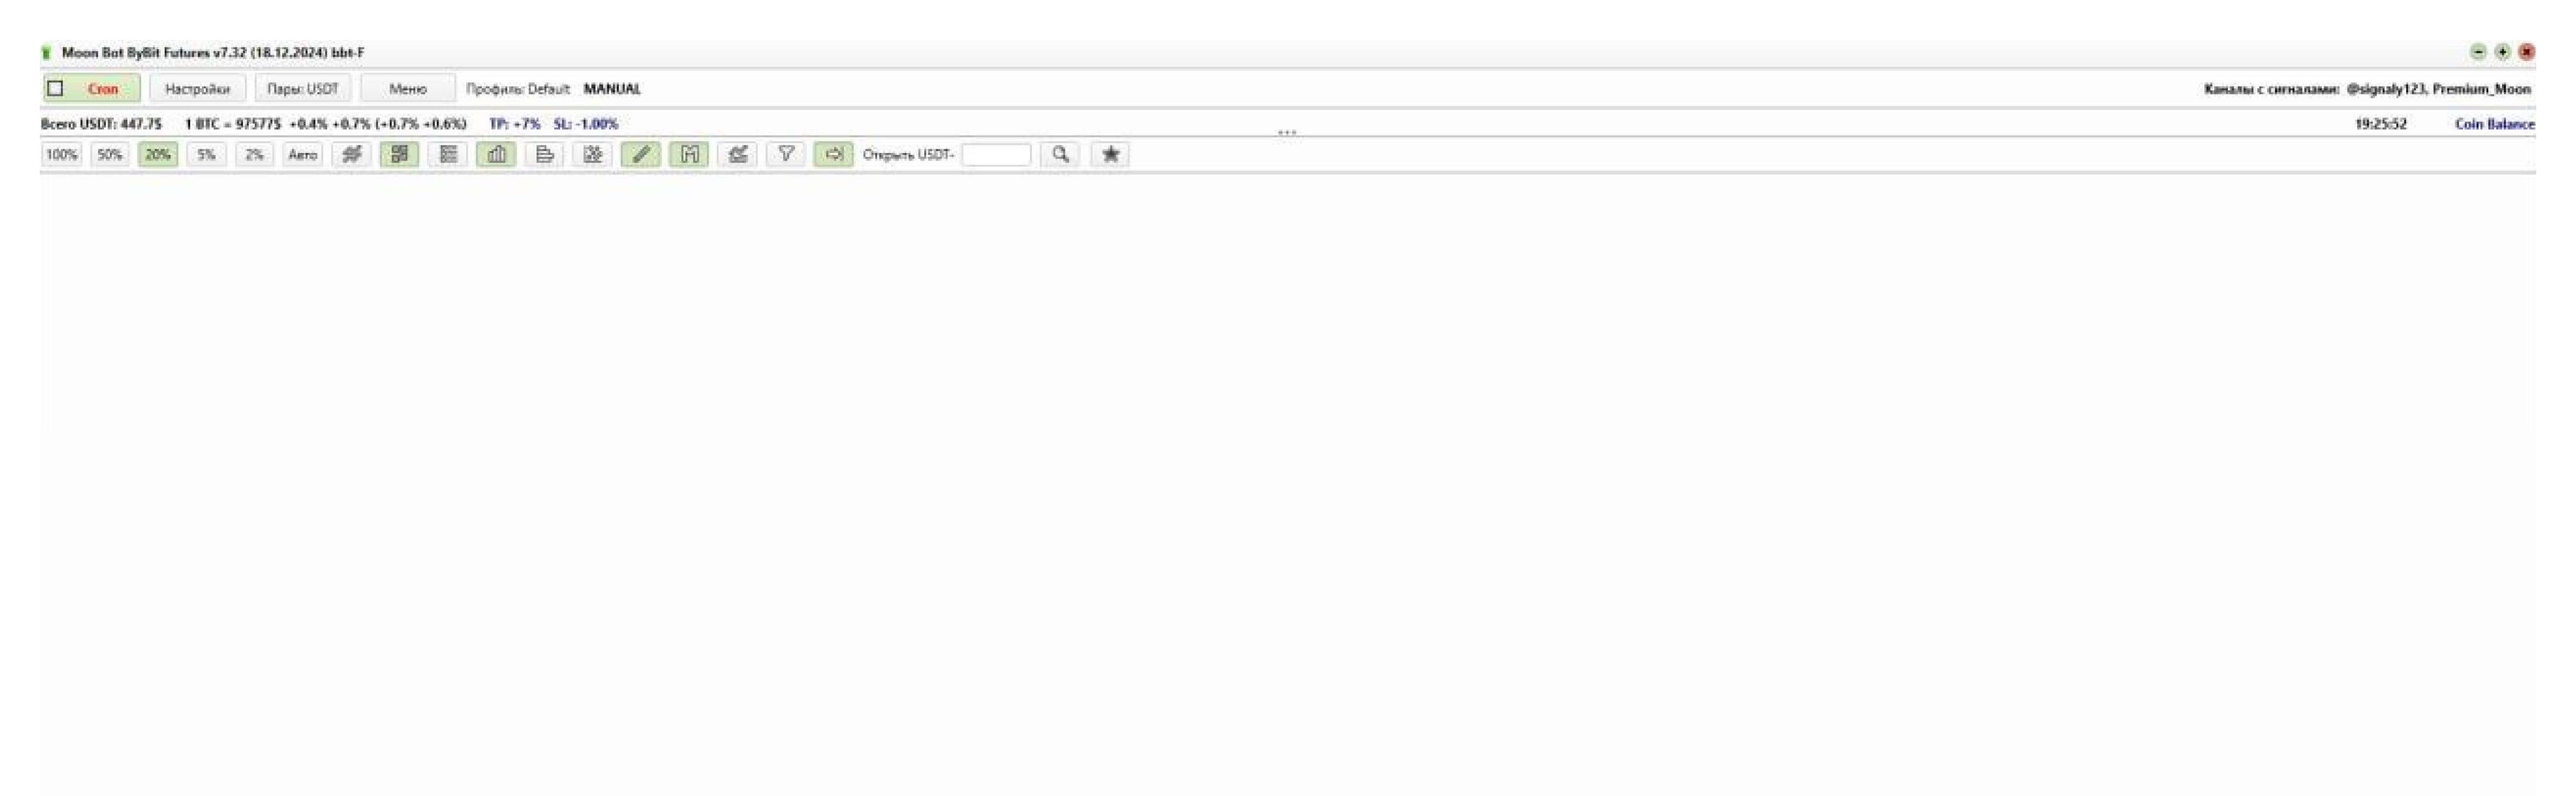 Moon Bot ByBit Futures v7.32 (18.12.2024) bbt-F
Стоп Настройки Пары: USDT Меню Профиль: Default MANUAL Каналы с сигналами: @signaly123, Premium_Moon
Всего USDT: 447.7$ 1 BTC = 97577$ +0.4% +0.7% (+0.7% +0.6%) TP: +7% SL: -1.00% 19:25:52 Coin Balance
100% 50% 20% 5% 2% Авто Открыть USDT-